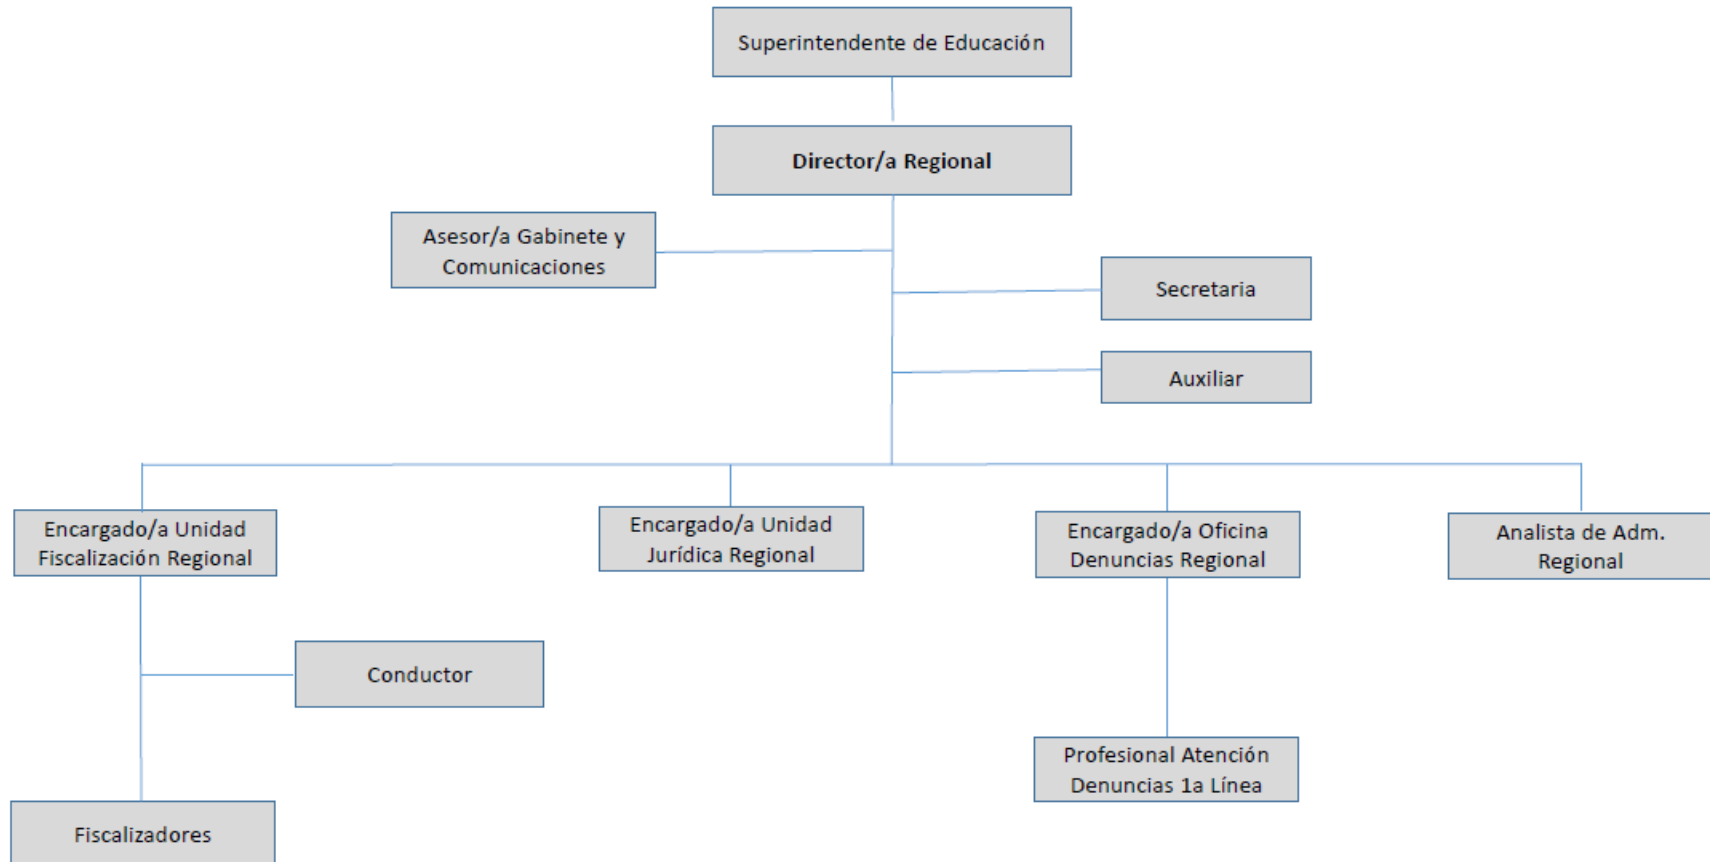 Superintendente de Educación
Director/a Regional
Asesor/a Gabinete y
Comunicaciones
Secretaria
Auxiliar
Encargado/a Unidad
Fiscalización Regional
Encargado/a Unidad
Jurídica Regional
Encargado/a Oficina
Denuncias Regional
Analista de Adm.
Regional
Conductor
Profesional Atención
Denuncias 1a Línea
Fiscalizadores